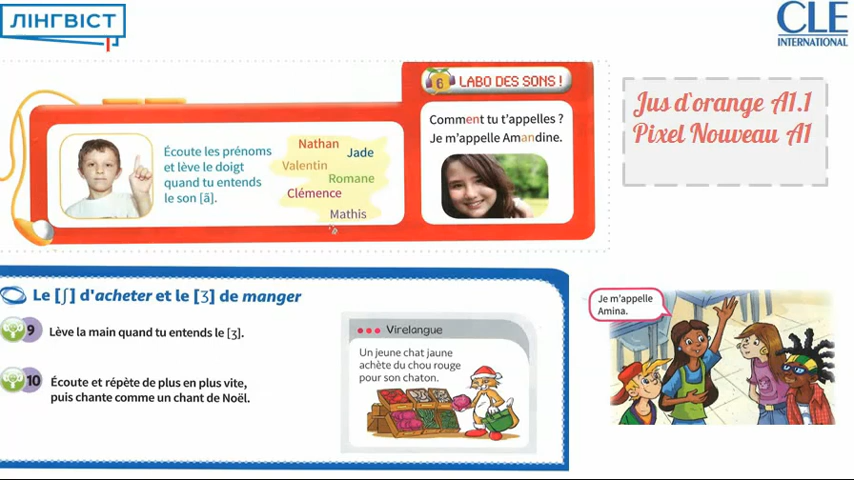 ЛІНГВІСТ
CLE
INTERNATIONAL
6 LABO DES SONS !
Comment tu t'appelles ?
Je m'appelle Amandine.
Écoute les prénoms
et lève le doigt
quand tu entends
le son [ã].
Nathan
Jade
Valentin
Romane
Clémence
Mathis
Jus d'orange A1.1
Pixel Nouveau A1
Le [ʃ] d'acheter et le [ʒ] de manger
9 Lève la main quand tu entends le [ʒ].
10 Écoute et répète de plus en plus vite,
puis chante comme un chant de Noël.
Virelangue
Un jeune chat jaune
achète du chou rouge
pour son chaton.
Je m'appelle
Amina.